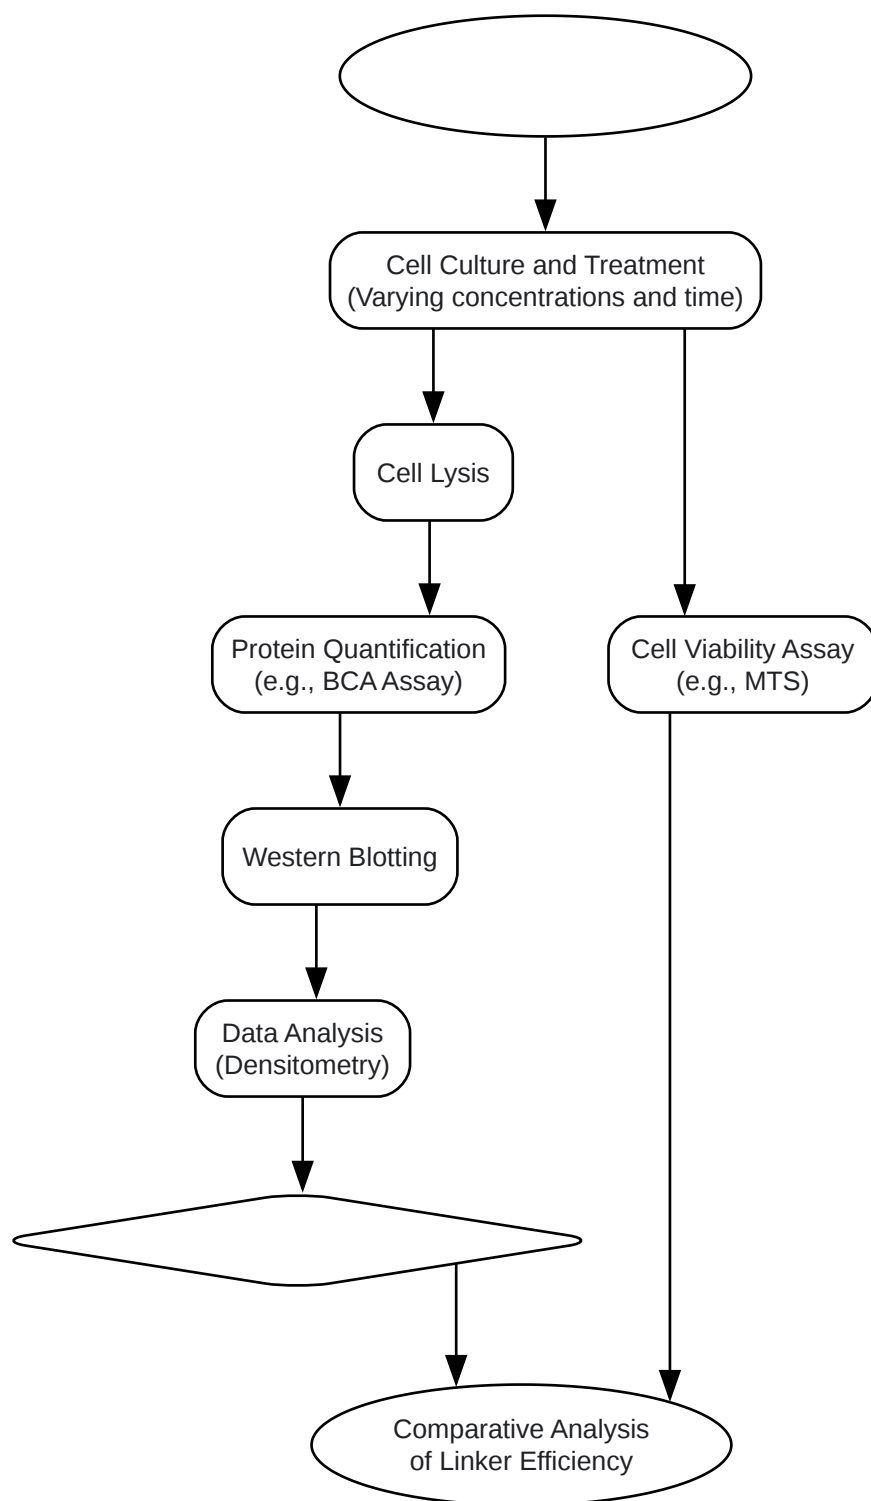 Cell Culture and Treatment
(Varying concentrations and time)
Cell Lysis
Protein Quantification
(e.g., BCA Assay)
Cell Viability Assay
(e.g., MTS)
Western Blotting
Data Analysis
(Densitometry)
Comparative Analysis
of Linker Efficiency